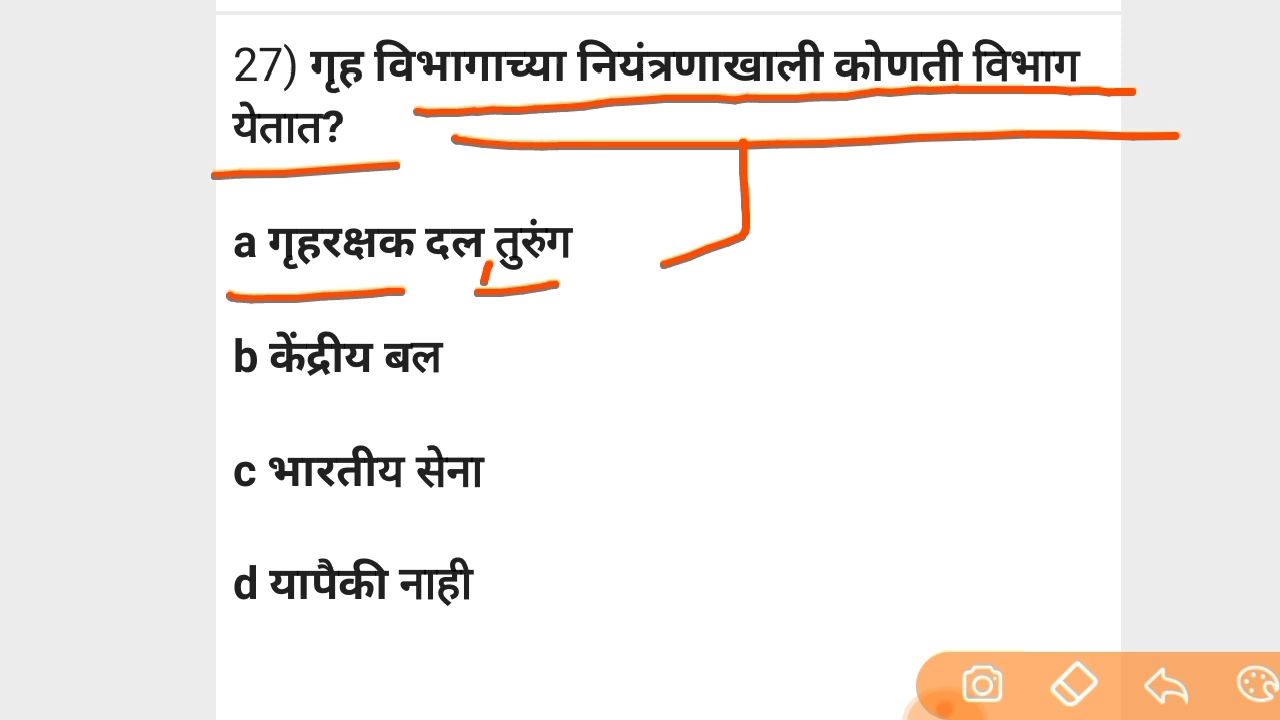 27) गृह विभागाच्या नियंत्रणाखाली कोणती विभाग
येतात?
a गृहरक्षक दल तुरुंग
b केंद्रीय बल
c भारतीय सेना
d यापैकी नाही